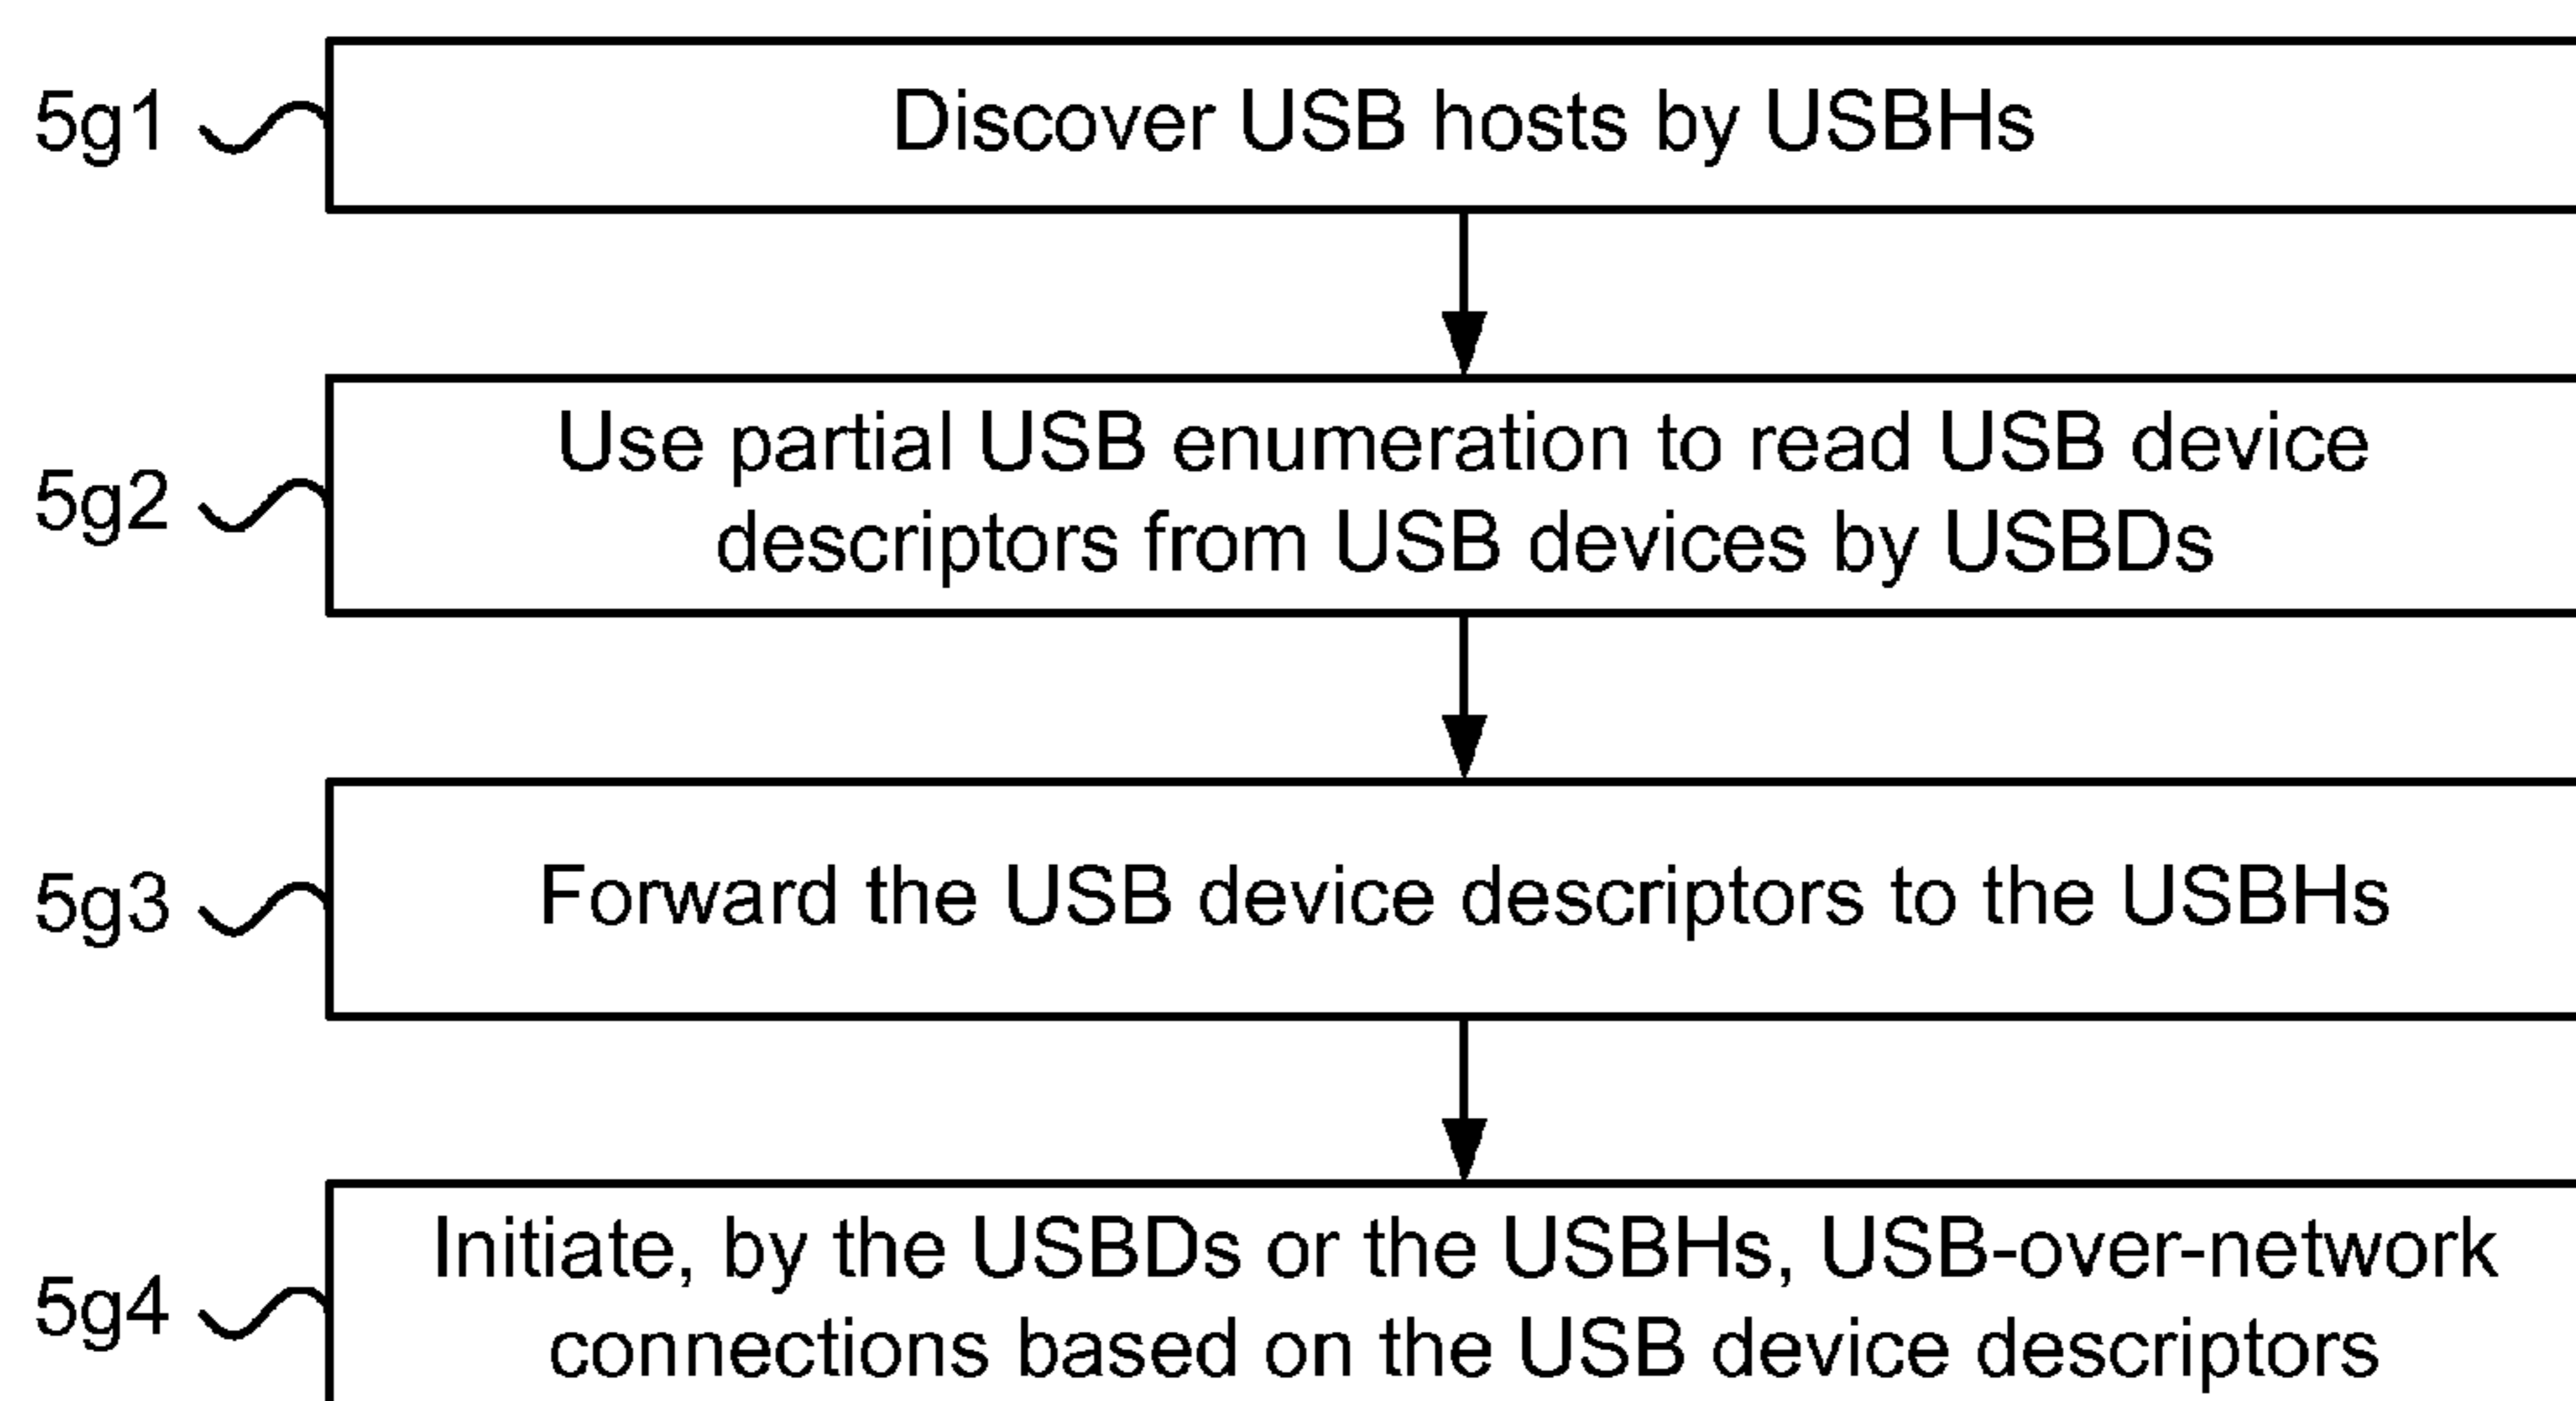 5g1
Discover USB hosts by USBHs
5g2
Use partial USB enumeration to read USB device
descriptors from USB devices by USBDs
5g3
Forward the USB device descriptors to the USBHs
5g4
Initiate, by the USBDs or the USBHs, USB-over-network
connections based on the USB device descriptors